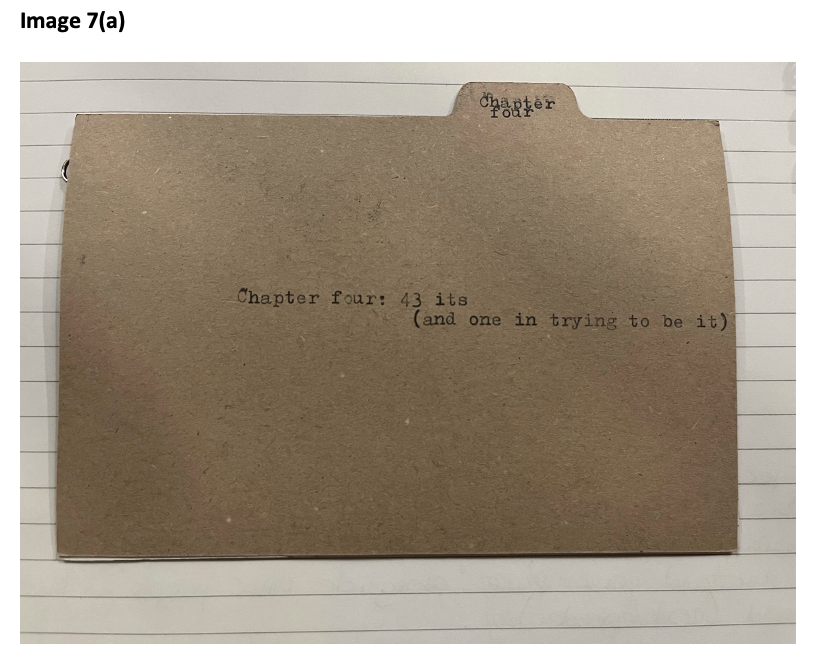 Image 7(a)
Chapter
four
Chapter four: 43 its
(and one in trying to be it)